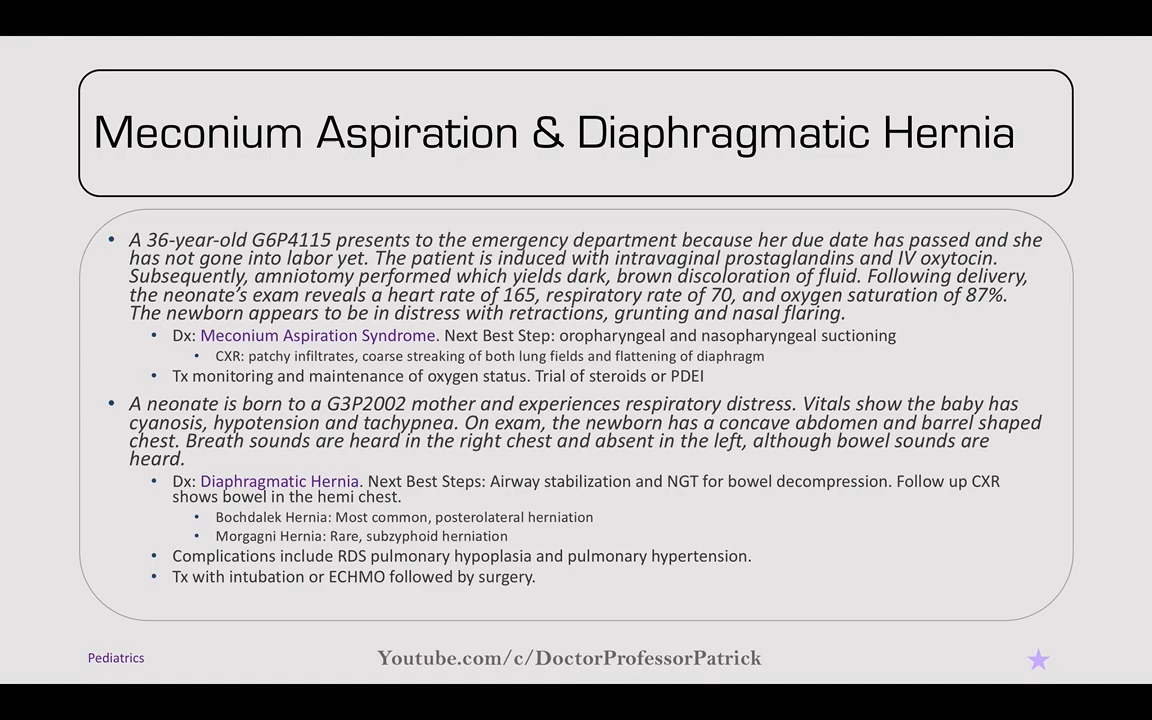 Meconium Aspiration & Diaphragmatic Hernia
• A 36-year-old G6P4115 presents to the emergency department because her due date has passed and she
has not gone into labor yet. The patient is induced with intravaginal prostaglandins and IV oxytocin.
Subsequently, amniotomy performed which yields dark, brown discoloration of fluid. Following delivery,
the neonate's exam reveals a heart rate of 165, respiratory rate of 70, and oxygen saturation of 87%.
The newborn appears to be in distress with retractions, grunting and nasal flaring.
• Dx: Meconium Aspiration Syndrome. Next Best Step: oropharyngeal and nasopharyngeal suctioning
• CXR: patchy infiltrates, coarse streaking of both lung fields and flattening of diaphragm
• Tx monitoring and maintenance of oxygen status. Trial of steroids or PDEI
• A neonate is born to a G3P2002 mother and experiences respiratory distress. Vitals show the baby has
cyanosis, hypotension and tachypnea. On exam, the newborn has a concave abdomen and barrel shaped
chest. Breath sounds are heard in the right chest and absent in the left, although bowel sounds are
heard.
• Dx: Diaphragmatic Hernia. Next Best Steps: Airway stabilization and NGT for bowel decompression. Follow up CXR
shows bowel in the hemi chest.
• Bochdalek Hernia: Most common, posterolateral herniation
• Morgagni Hernia: Rare, subzyphoid herniation
• Complications include RDS pulmonary hypoplasia and pulmonary hypertension.
• Tx with intubation or ECHMO followed by surgery.
Pediatrics
Youtube.com/c/DoctorProfessorPatrick